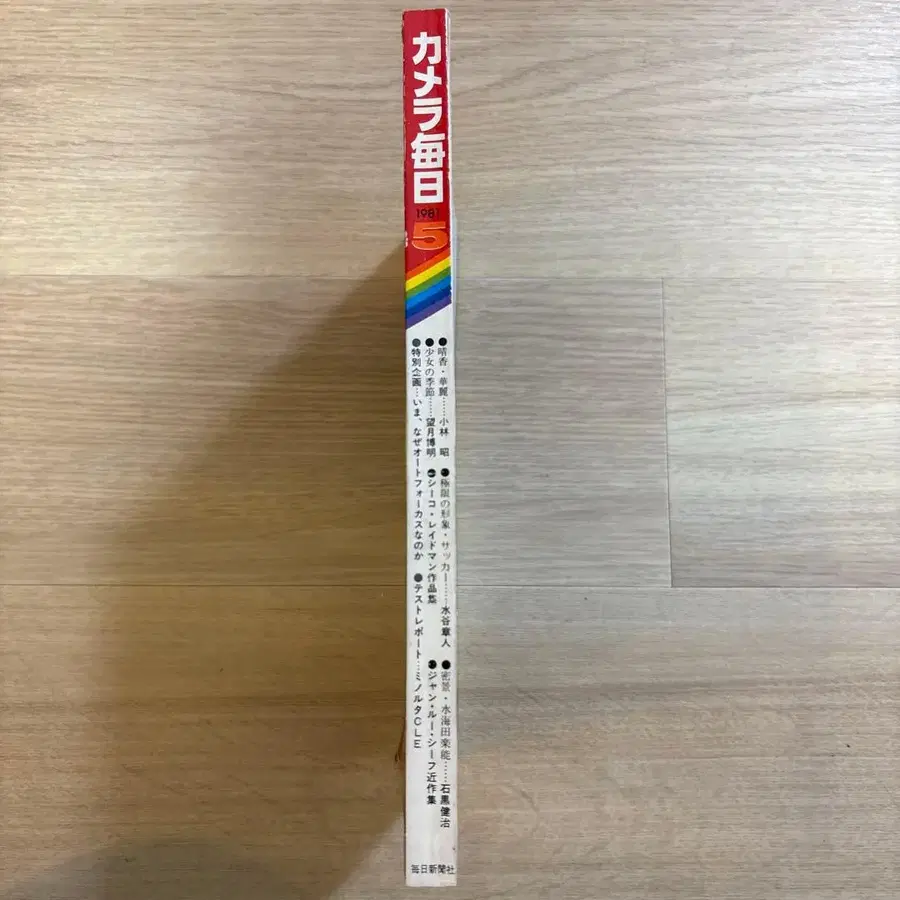 カメラ毎日
1981
5
●晴香・華麗……小林 昭 ●極限の形象・サッカー……水谷章人 ●密景・水海田楽能……石黒健治
●少女の季節……望月博明 ●シーコ・レイドマン作品集 ●ジャン・ルー・シーフ近作集
●特別企画…いま、なぜオートフォーカスなのか ●テストレポート…ミノルタCLE
毎日新聞社